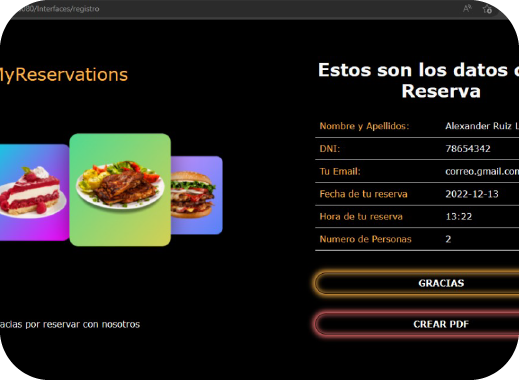 080/Interfaces/registro
MyReservations
Estos son los datos
Reserva
Nombre y Apellidos: Alexander Ruiz L
DNI: 78654342
Tu Email: correo.gmail.com
Fecha de tu reserva 2022-12-13
Hora de tu reserva 13:22
Numero de Personas 2
GRACIAS
CREAR PDF
acias por reservar con nosotros